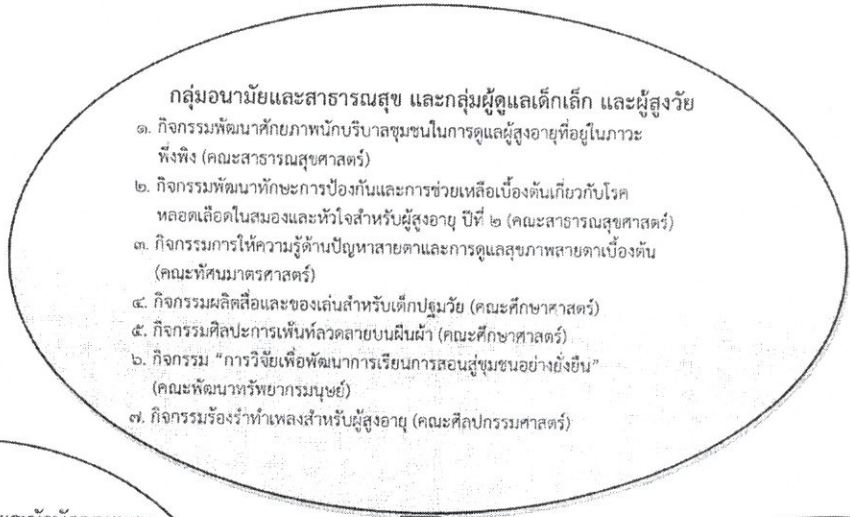 กลุ่มอนามัยและสาธารณสุข และกลุ่มผู้ดูแลเด็กเล็ก และผู้สูงวัย
๑. กิจกรรมพัฒนาศักยภาพนักบริบาลชุมชนในการดูแลผู้สูงอายุที่อยู่ในภาวะ
พึ่งพิง (คณะสาธารณสุขศาสตร์)
๒. กิจกรรมพัฒนาทักษะการป้องกันและการช่วยเหลือเบื้องต้นเกี่ยวกับโรค
หลอดเลือดในสมองและหัวใจสำหรับผู้สูงอายุ ปีที่ ๒ (คณะสาธารณสุขศาสตร์)
๓. กิจกรรมการให้ความรู้ด้านปัญหาสายตาและการดูแลสุขภาพสายตาเบื้องต้น
(คณะทัศนมาตรศาสตร์)
๔. กิจกรรมผลิตสื่อและของเล่นสำหรับเด็กปฐมวัย (คณะศึกษาศาสตร์)
๕. กิจกรรมศิลปะการเพ้นท์ลวดลายบนผืนผ้า (คณะศึกษาศาสตร์)
๖. กิจกรรม “การวิจัยเพื่อพัฒนาการเรียนการสอนสู่ชุมชนอย่างยั่งยืน”
(คณะพัฒนาทรัพยากรมนุษย์)
๗. กิจกรรมร้องรำทำเพลงสำหรับผู้สูงอายุ (คณะศิลปกรรมศาสตร์)